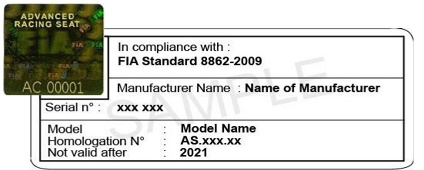 ADVANCED
RACING SEAT
FIA
AC 00001
In compliance with :
FIA Standard 8862-2009
Manufacturer Name : Name of Manufacturer
Serial n° : xxx xxx
SAMPLE
Model : Model Name
Homologation N° : AS.xxx.xx
Not valid after : 2021